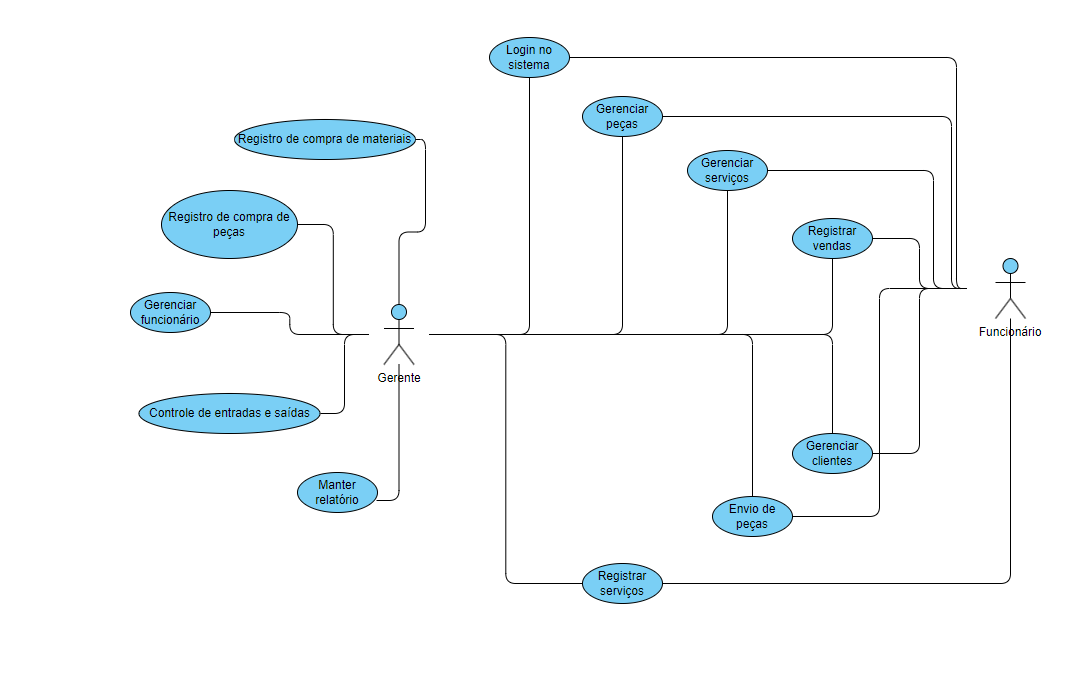 Login no
sistema
Gerenciar
peças
Registro de compra de materiais
Gerenciar
serviços
Registro de compra de
peças
Registrar
vendas
Gerenciar
funcionário
Funcionário
Gerente
Controle de entradas e saídas
Gerenciar
clientes
Manter
relatório
Envio de
peças
Registrar
serviços